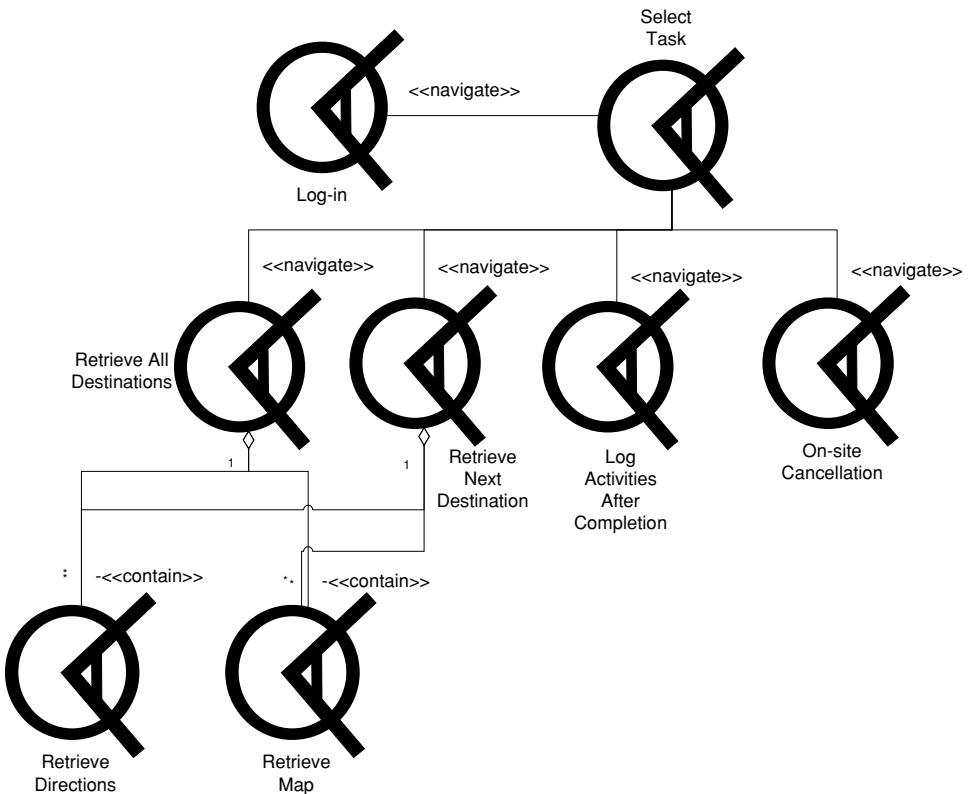 Select
Task
<<navigate>>
Log-in
<<navigate>>
<<navigate>>
<<navigate>>
<<navigate>>
Retrieve All
Destinations
1
1
Retrieve
Next
Destination
Log
Activities
After
Completion
On-site
Cancellation
**
-<<contain>>
**
-<<contain>>
Retrieve
Directions
Retrieve
Map